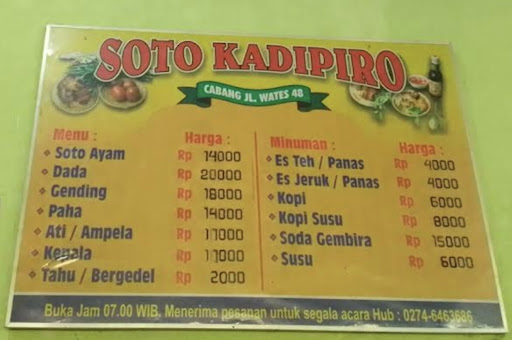 SOTO KADIPIRO
CABANG JL. WATES 48
Menu : Harga :
Soto Ayam Rp 14000
Dada Rp 20000
Gending Rp 18000
Paha Rp 14000
Ati / Ampela Rp 11000
Kepala Rp 11000
Tahu / Bergedel Rp 2000
Minuman : Harga :
Es Teh / Panas Rp 4000
Es Jeruk / Panas Rp 4000
Kopi Rp 6000
Kopi Susu Rp 8000
Soda Gembira Rp 15000
Susu Rp 6000
Buka Jam 07.00 WIB. Menerima pesanan untuk segala acara Hub : 0274-6463686